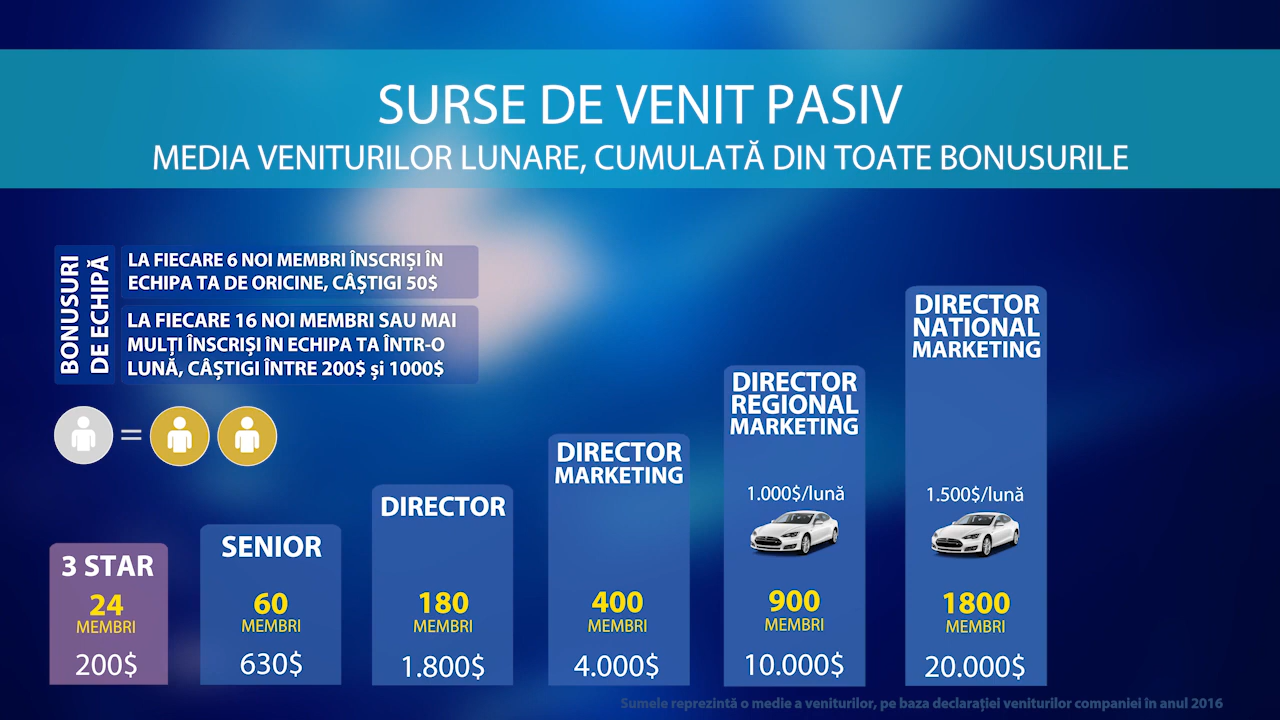 SURSE DE VENIT PASIV
MEDIA VENITURILOR LUNARE, CUMULATĂ DIN TOATE BONUSURILE
BONUSURI
DE ECHIPĂ
LA FIECARE 6 NOI MEMBRI ÎNSCRIȘI ÎN
ECHIPA TA DE ORICINE, CÂȘTIGI 50$
LA FIECARE 16 NOI MEMBRI SAU MAI
MULȚI ÎNSCRIȘI ÎN ECHIPA TA ÎNTR-O
LUNĂ, CÂȘTIGI ÎNTRE 200$ și 1000$
=
3 STAR
24
MEMBRI
200$
SENIOR
60
MEMBRI
630$
DIRECTOR
180
MEMBRI
1.800$
DIRECTOR
MARKETING
400
MEMBRI
4.000$
DIRECTOR
REGIONAL
MARKETING
1.000$/lună
900
MEMBRI
10.000$
DIRECTOR
NATIONAL
MARKETING
1.500$/lună
1800
MEMBRI
20.000$
Sumele reprezintă o medie a veniturilor, pe baza declarației veniturilor companiei în anul 2016